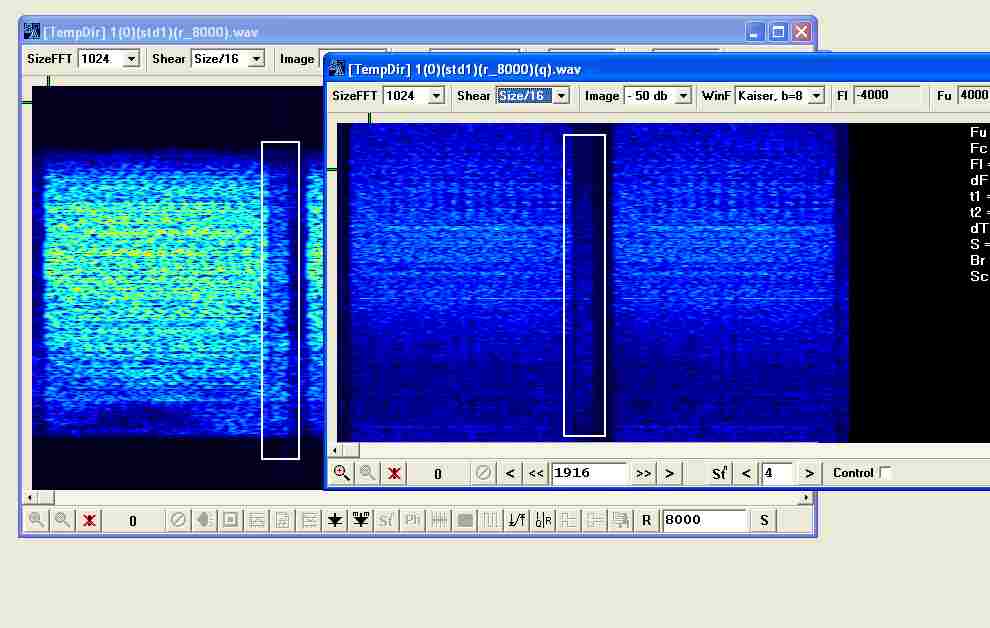 [TempDir] 1(0)(std1)(r_8000).wav
SizeFFT 1024 Shear Size/16 Image
[TempDir] 1(0)(std1)(r_8000)(q).wav
SizeFFT 1024 Shear Size/16 Image - 50 db WinF Kaiser, b=8 Fl -4000 Fu 4000
Fu
Fc
Fl =
dF
t1 =
t2 =
dT
S =
Br
Sc
0 < << 1916 >> > Sf < 4 > Control
0 Sf Ph R 8000 S